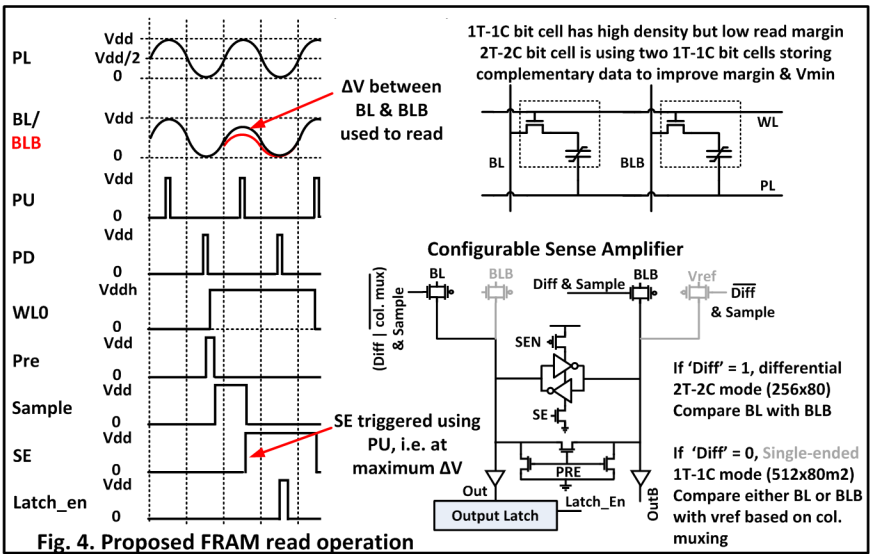 PL
Vdd
Vdd/2
0
BL/
BLB
Vdd
0
ΔV between
BL & BLB
used to read
PU
Vdd
0
PD
Vdd
0
WL0
Vddh
0
Pre
Vdd
0
Sample
Vdd
0
SE
Vdd
0
SE triggered using
PU, i.e. at
maximum ΔV
Latch_en
Vdd
0
1T-1C bit cell has high density but low read margin
2T-2C bit cell is using two 1T-1C bit cells storing
complementary data to improve margin & Vmin
WL
BL
BLB
PL
Configurable Sense Amplifier
BL
BLB
BLB
Vref
(Diff | col. mux)
& Sample
Diff & Sample
Diff
& Sample
SEN
SE
PRE
Out
OutB
Output Latch
Latch_En
If 'Diff' = 1, differential
2T-2C mode (256x80)
Compare BL with BLB
If 'Diff' = 0, Single-ended
1T-1C mode (512x80m2)
Compare either BL or BLB
with vref based on col.
muxing
Fig. 4. Proposed FRAM read operation